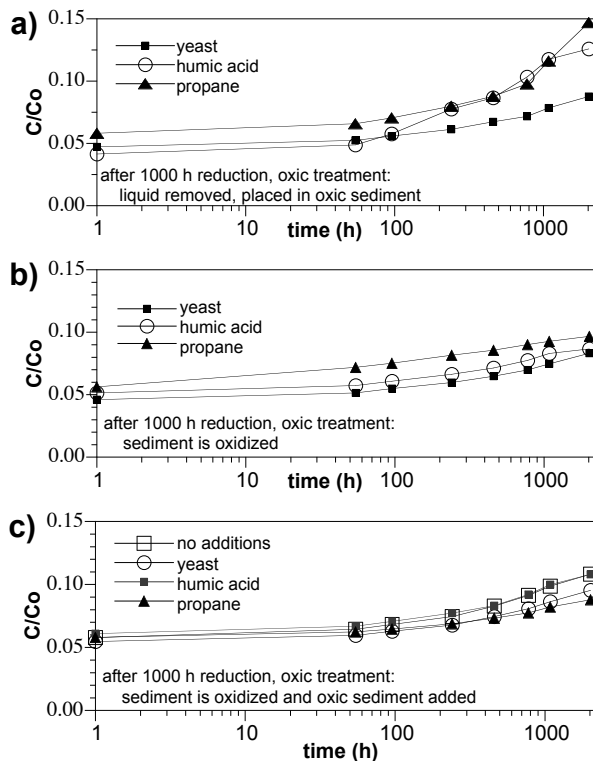 a)
0.15
yeast
humic acid
propane
0.10
C/Co
0.05
after 1000 h reduction, oxic treatment:
liquid removed, placed in oxic sediment
0.00
1
10
100
1000
time (h)
b)
0.15
yeast
humic acid
propane
0.10
C/Co
0.05
after 1000 h reduction, oxic treatment:
sediment is oxidized
0.00
1
10
100
1000
time (h)
c)
0.15
no additions
yeast
humic acid
propane
0.10
C/Co
0.05
after 1000 h reduction, oxic treatment:
sediment is oxidized and oxic sediment added
0.00
1
10
100
1000
time (h)